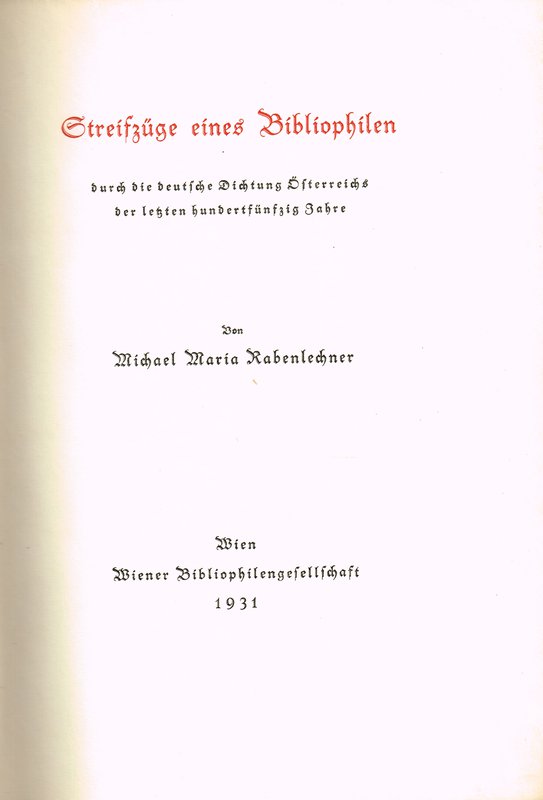 Streifzüge eines Bibliophilen
durch die deutsche Dichtung Österreichs
der letzten hundertfünfzig Jahre
Von
Michael Maria Rabenlechner
Wien
Wiener Bibliophilengesellschaft
1931